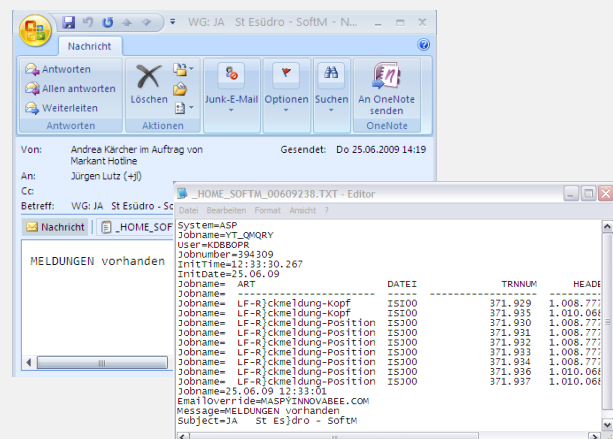 WG: JA St Esüdro - SoftM - N...
Nachricht
Antworten
Allen antworten
Weiterleiten
Antworten
Löschen
Aktionen
Junk-E-Mail
Optionen
Suchen
An OneNote
senden
OneNote
Von: Andrea Kärcher im Auftrag von
Markant Hotline
Gesendet: Do 25.06.2009 14:19
An: Jürgen Lutz (+jl)
Cc:
Betreff: WG: JA St Esüdro - So
Nachricht _HOME_SOF
MELDUNGEN vorhanden
_HOME_SOFTM_00609238.TXT - Editor
Datei Bearbeiten Format Ansicht ?
System=ASP
Jobname=YT_QMQRY
User=KDBBOPR
Jobnumber=394309
InitTime=12:33:30.267
InitDate=25.06.09
Jobname= ART DATEI TRNNUM HEADE
Jobname= -------------------- ----- ---------------- -----
Jobname= LF-R}ckmeldung-Kopf ISI00 371.929 1.008.777
Jobname= LF-R}ckmeldung-Kopf ISI00 371.935 1.010.068
Jobname= LF-R}ckmeldung-Position ISJ00 371.930 1.008.777
Jobname= LF-R}ckmeldung-Position ISJ00 371.931 1.008.777
Jobname= LF-R}ckmeldung-Position ISJ00 371.932 1.008.777
Jobname= LF-R}ckmeldung-Position ISJ00 371.933 1.008.777
Jobname= LF-R}ckmeldung-Position ISJ00 371.934 1.008.777
Jobname= LF-R}ckmeldung-Position ISJ00 371.936 1.010.068
Jobname= LF-R}ckmeldung-Position ISJ00 371.937 1.010.068
Jobname=25.06.09 12:33:01
EmailOverride=MASPŸINNOVABEE.COM
Message=MELDUNGEN vorhanden
Subject=JA St Es}dro - SoftM